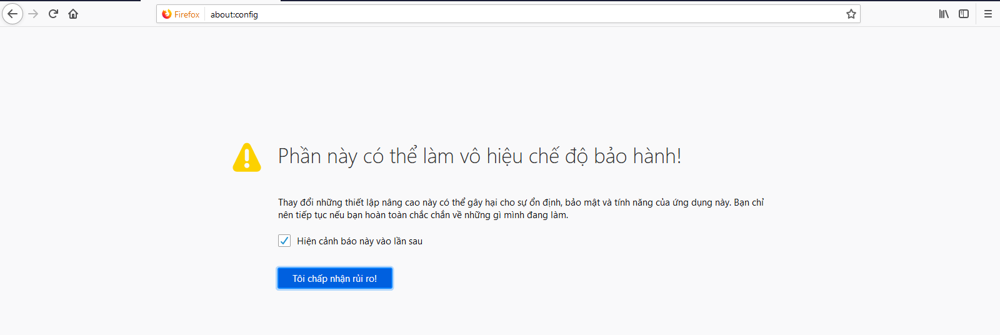 Firefox about:config
Phần này có thể làm vô hiệu chế độ bảo hành!
Thay đổi những thiết lập nâng cao này có thể gây hại cho sự ổn định, bảo mật và tính năng của ứng dụng này. Bạn chỉ
nên tiếp tục nếu bạn hoàn toàn chắc chắn về những gì mình đang làm.
Hiện cảnh báo này vào lần sau
Tôi chấp nhận rủi ro!